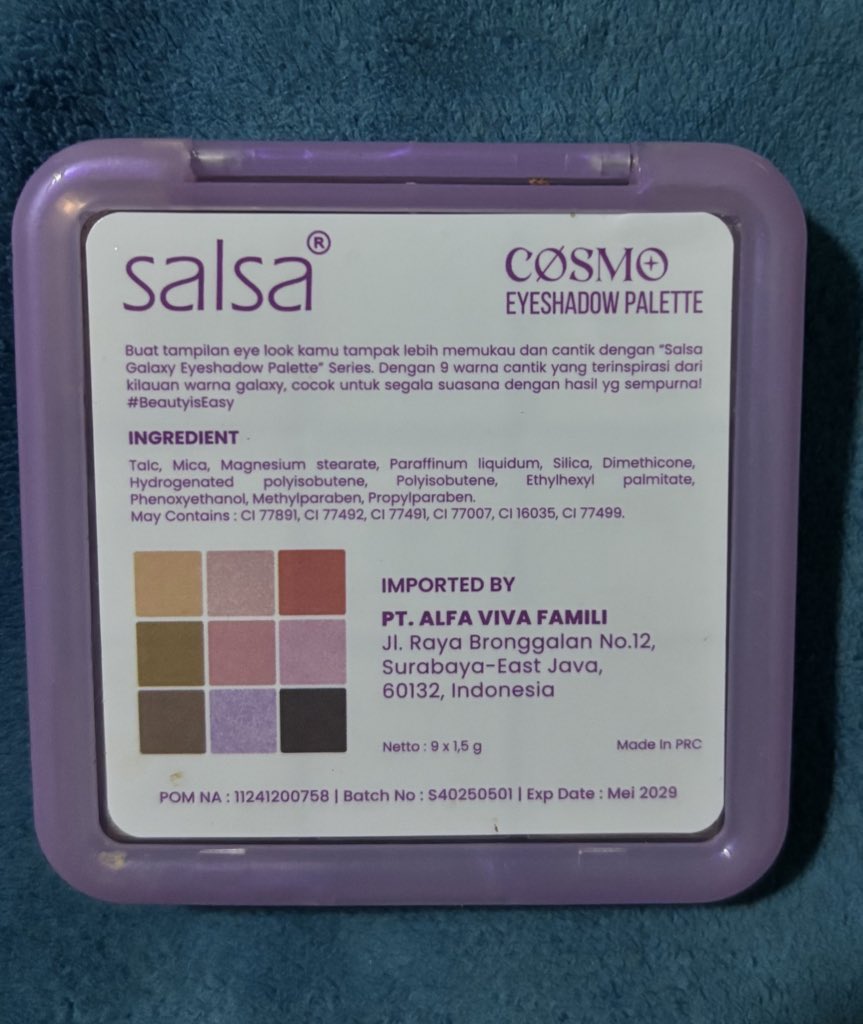 salsa®
COSMO
EYESHADOW PALETTE
Buat tampilan eye look kamu tampak lebih memukau dan cantik dengan “Salsa
Galaxy Eyeshadow Palette” Series. Dengan 9 warna cantik yang terinspirasi dari
kilauan warna galaxy, cocok untuk segala suasana dengan hasil yg sempurna!
#BeautyisEasy
INGREDIENT
Talc, Mica, Magnesium stearate, Paraffinum liquidum, Silica, Dimethicone,
Hydrogenated polyisobutene, Polyisobutene, Ethylhexyl palmitate,
Phenoxyethanol, Methylparaben, Propylparaben.
May Contains : CI 77891, CI 77492, CI 77491, CI 77007, CI 16035, CI 77499.
IMPORTED BY
PT. ALFA VIVA FAMILI
Jl. Raya Bronggalan No.12,
Surabaya-East Java,
60132, Indonesia
Netto : 9 x 1,5 g
Made In PRC
POM NA : 11241200758 | Batch No : S40250501 | Exp Date : Mei 2029